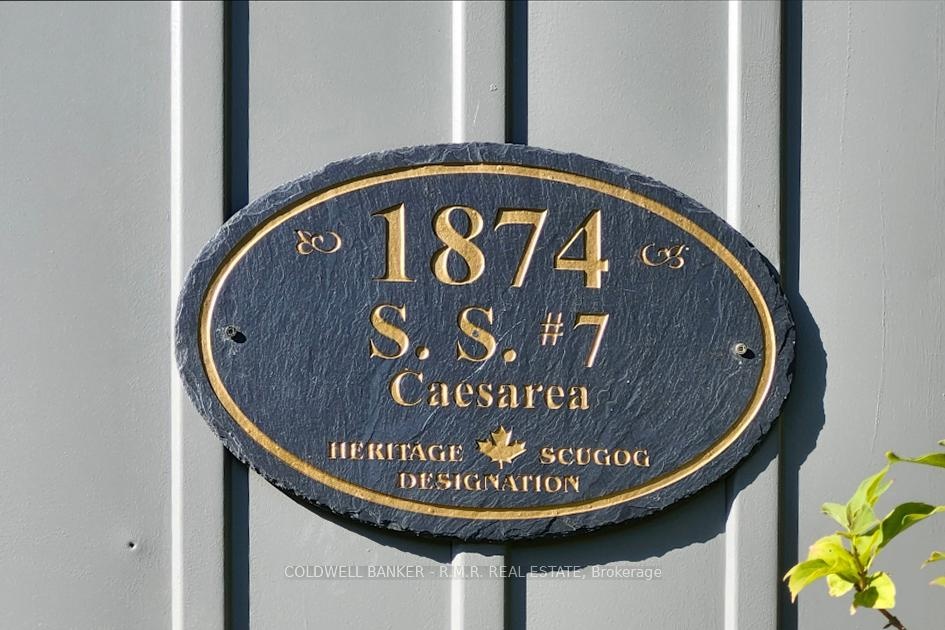 1874
S. S. #7
Caesarea
HERITAGE SCUGOG
DESIGNATION
COLDWELL BANKER - R.M.R. REAL ESTATE, Brokerage